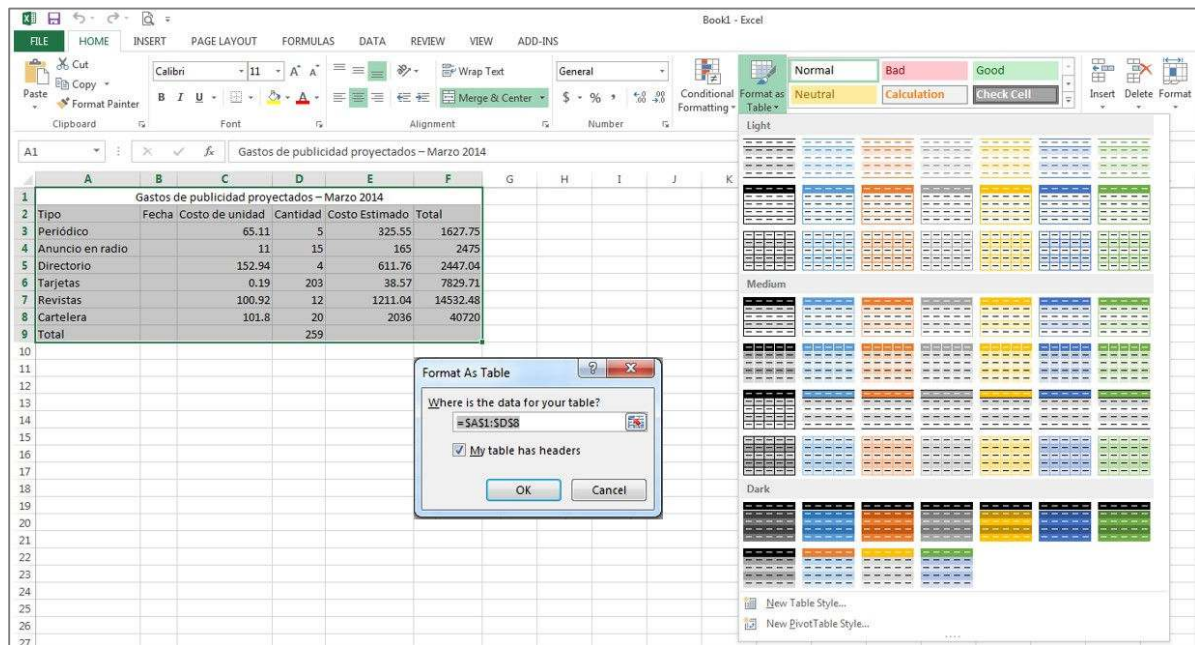 Book1 - Excel
FILE HOME INSERT PAGE LAYOUT FORMULAS DATA REVIEW VIEW ADD-INS
Paste
Cut
Copy
Format Painter
Clipboard
Calibri 11
B I U
Font
Wrap Text
Merge & Center
Alignment
General
$ % ,
Number
Conditional Formatting
Format as Table
Normal Bad Good
Neutral Calculation Check Cell
Insert Delete Format
A1 fx Gastos de publicidad proyectados – Marzo 2014
A B C D E F G H I J K
1 Gastos de publicidad proyectados – Marzo 2014
2 Tipo Fecha Costo de unidad Cantidad Costo Estimado Total
3 Periódico 65.11 5 325.55 1627.75
4 Anuncio en radio 11 15 165 2475
5 Directorio 152.94 4 611.76 2447.04
6 Tarjetas 0.19 203 38.57 7829.71
7 Revistas 100.92 12 1211.04 14532.48
8 Cartelera 101.8 20 2036 40720
9 Total 259
10
11
12
13
14
15
16
17
18
19
20
21
22
23
24
25
26
27
Format As Table
Where is the data for your table?
=$A$1:$D$8
My table has headers
OK Cancel
Light
Medium
Dark
New Table Style...
New PivotTable Style...